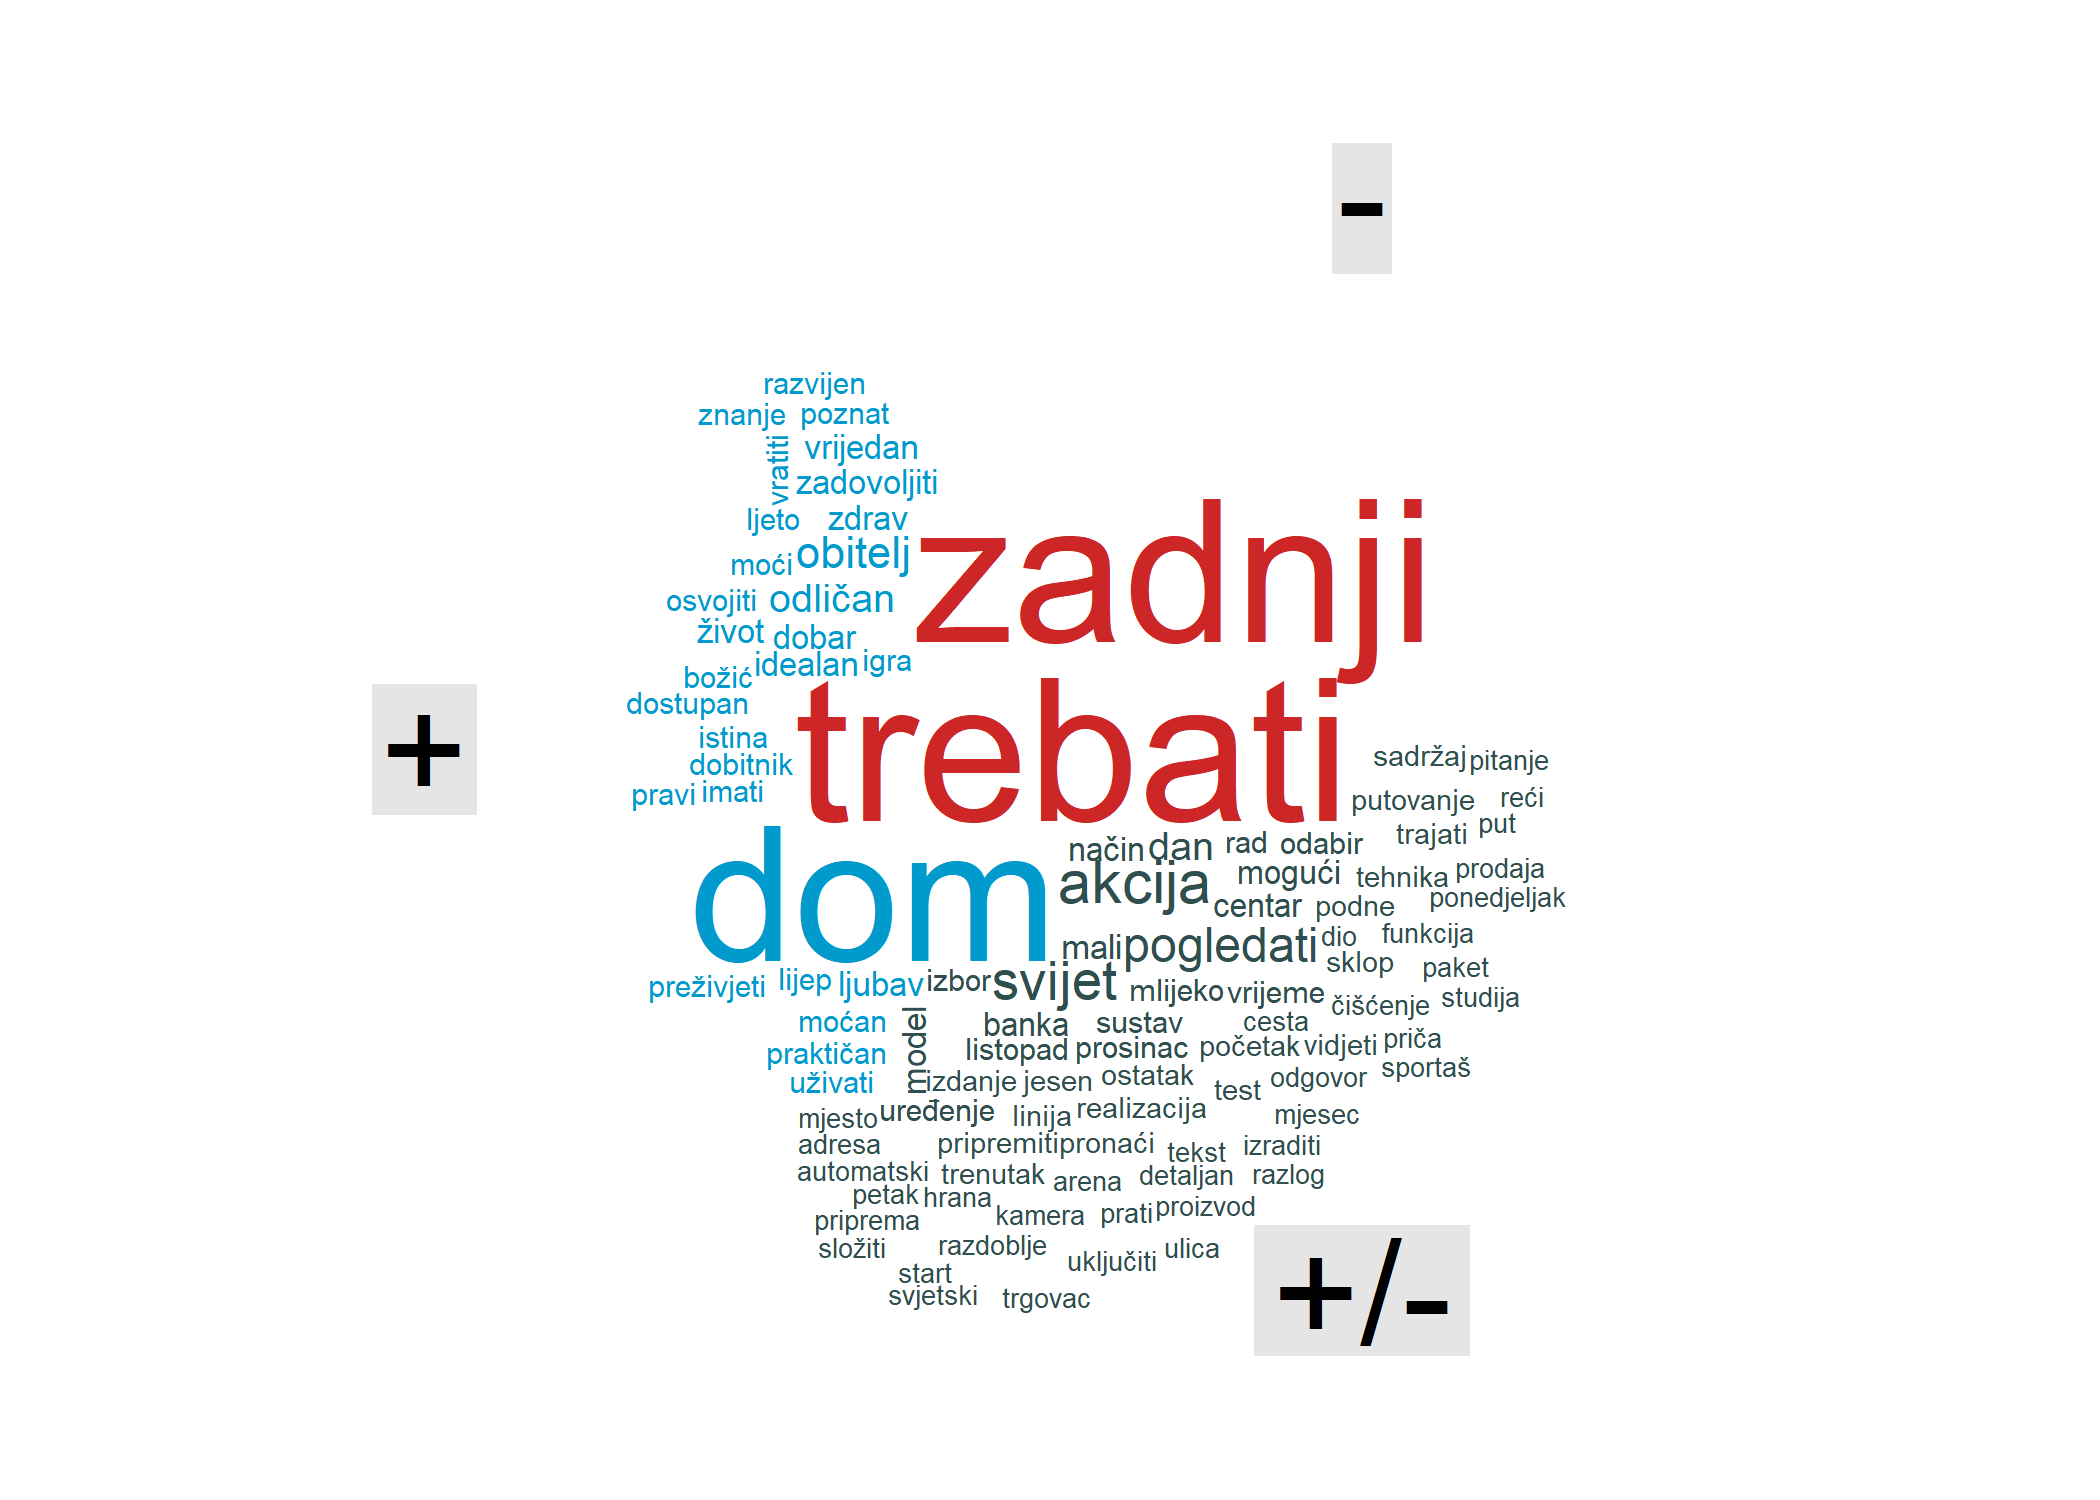 -
razvijen
znanje poznat
vratiti
vrijedan
zadovoljiti
ljeto zdrav
zadnji
moći obitelj
osvojiti odličan
život dobar
idealan igra
božić
dostupan
trebati
+
istina
dobitnik
pravi imati
sadržaj pitanje
putovanje reći
trajati put
dom
način dan rad odabir
akcija mogući tehnika prodaja
centar podne ponedjeljak
mali pogledati dio funkcija
sklop paket
preživjeti lijep ljubav izbor svijet mlijeko vrijeme čišćenje studija
moćan model banka sustav cesta
praktičan listopad prosinac početak vidjeti priča
uživati izdanje jesen ostatak test odgovor sportaš
mjesto uređenje linija realizacija mjesec
adresa pripremiti pronaći tekst izraditi
automatski trenutak arena detaljan razlog
petak hrana
priprema kamera prati proizvod
složiti razdoblje uključiti ulica
start
svjetski trgovac
+/-